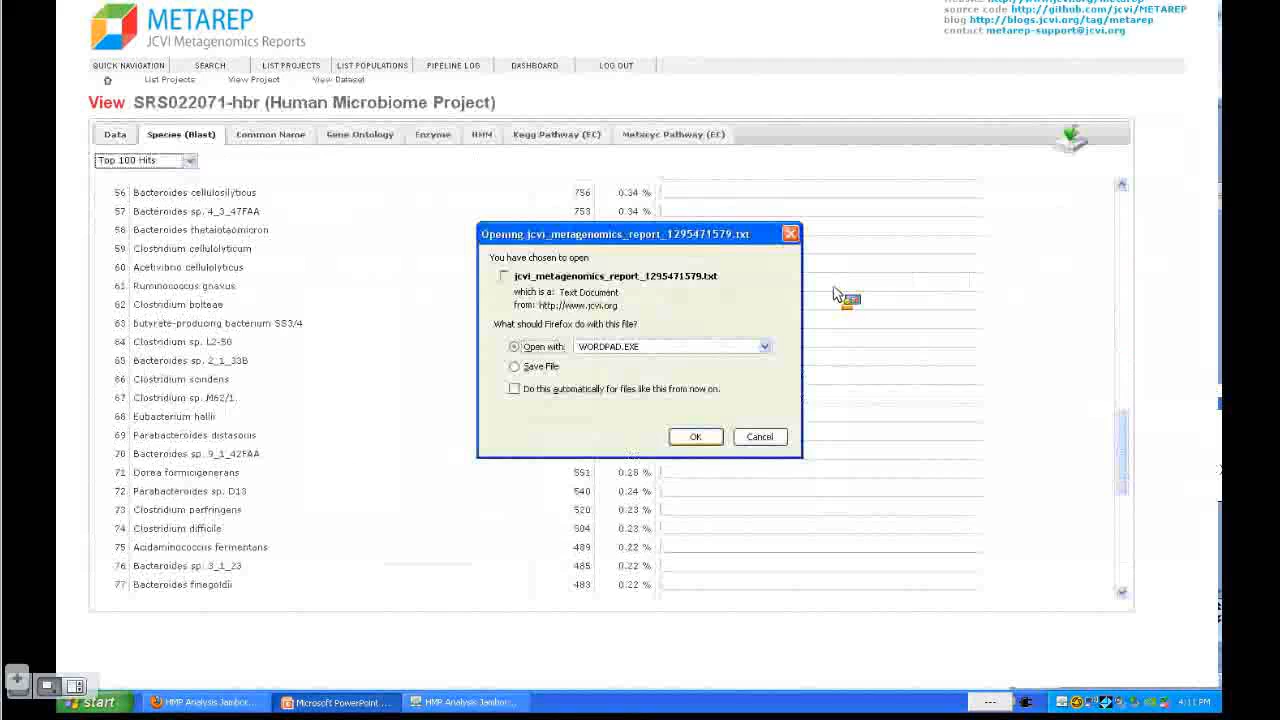 METAREP
JCVI Metagenomics Reports
source code http://github.com/jcvi/METAREP
blog http://blogs.jcvi.org/tag/metarep
contact metarep-support@jcvi.org
QUICK NAVIGATION SEARCH LIST PROJECTS LIST POPULATIONS PIPELINE LOG DASHBOARD LOG OUT
List Projects View Project View Dataset
View SRS022071-hbr (Human Microbiome Project)
Data Species (Blast) Common Name Gene Ontology Enzyme HMM Kegg Pathway (EC) Metacyc Pathway (EC)
Top 100 Hits
56 Bacteroides cellulosilyticus 756 0.34 %
57 Bacteroides sp. 4_3_47FAA 753 0.34 %
58 Bacteroides thetaiotaomicron
59 Clostridium cellulolyticum
60 Acetivibrio cellulolyticus
61 Ruminococcus gnavus
62 Clostridium bolteae
63 butyrate-producing bacterium SS3/4
64 Clostridium sp. L2-50
65 Bacteroides sp. 2_1_33B
66 Clostridium scindens
67 Clostridium sp. M62/1
68 Eubacterium hallii
69 Parabacteroides distasonis
70 Bacteroides sp. 9_1_42FAA
71 Dorea formicigenerans 591 0.26 %
72 Parabacteroides sp. D13 540 0.24 %
73 Clostridium perfringens 520 0.23 %
74 Clostridium difficile 504 0.23 %
75 Acidaminococcus fermentans 489 0.22 %
76 Bacteroides sp. 3_1_23 485 0.22 %
77 Bacteroides finegoldii 483 0.22 %
Opening jcvi_metagenomics_report_1295471579.txt
You have chosen to open
jcvi_metagenomics_report_1295471579.txt
which is a: Text Document
from: http://www.jcvi.org
What should Firefox do with this file?
Open with WORDPAD.EXE
Save File
Do this automatically for files like this from now on.
OK Cancel
start HMP Analysis Jambor... Microsoft PowerPoint ... HMP Analysis Jambor... 4:11 PM